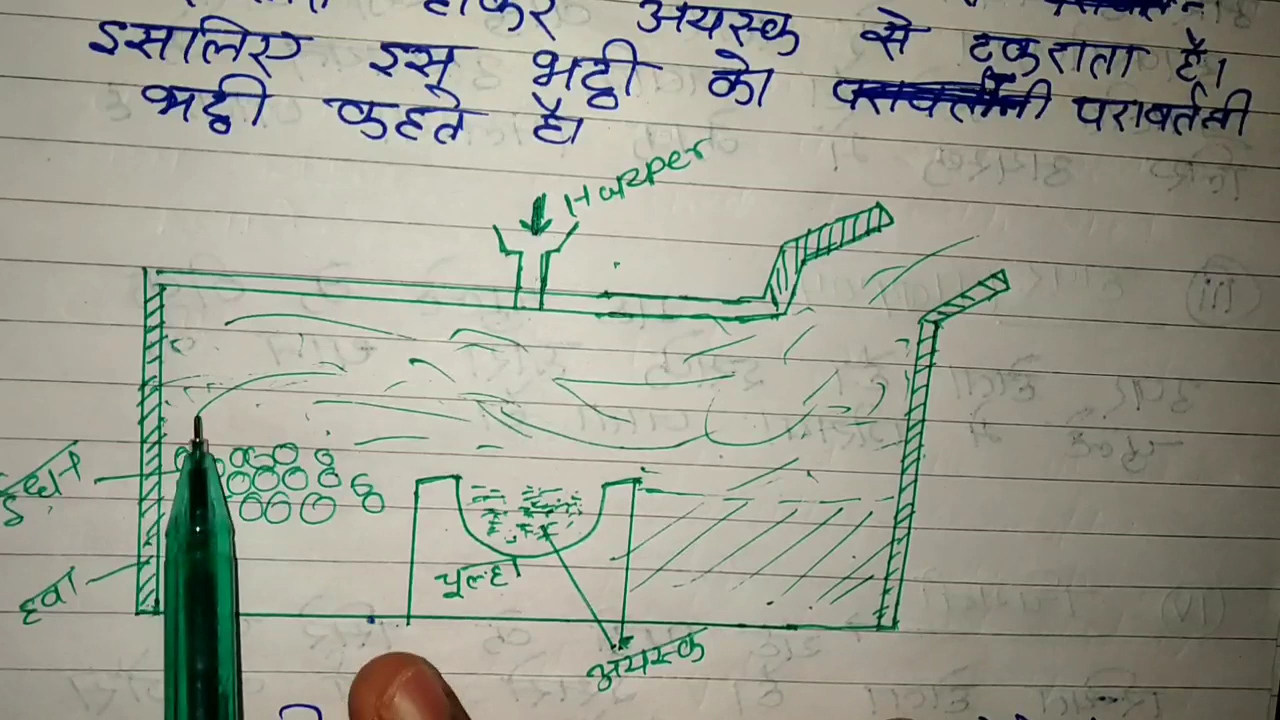 होकर अयस्क से टकराता है।
इसलिए इस भट्ठी को परावर्तनी
भट्ठी कहते है।
Harper
ईंधन
हवा
चूल्हा
अयस्क